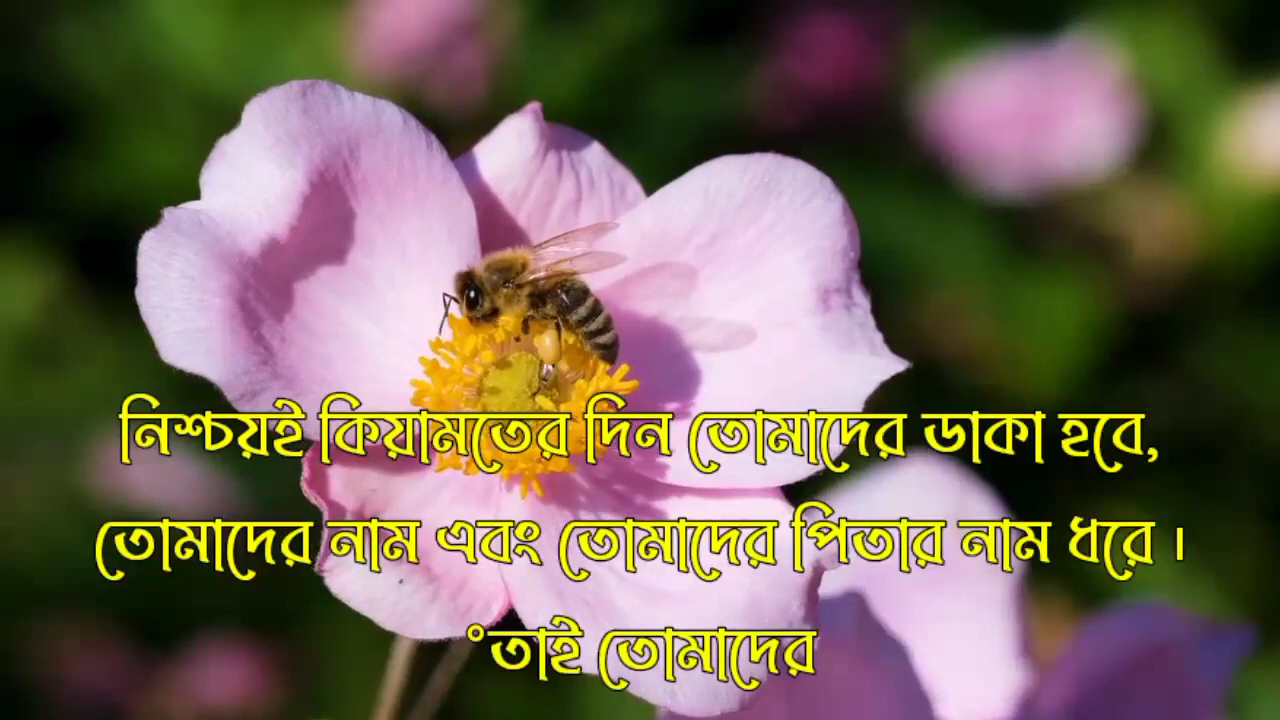 নিশ্চয়ই কিয়ামতের দিন তোমাদের ডাকা হবে,
তোমাদের নাম এবং তোমাদের পিতার নাম ধরে ।
°তাই তোমাদের